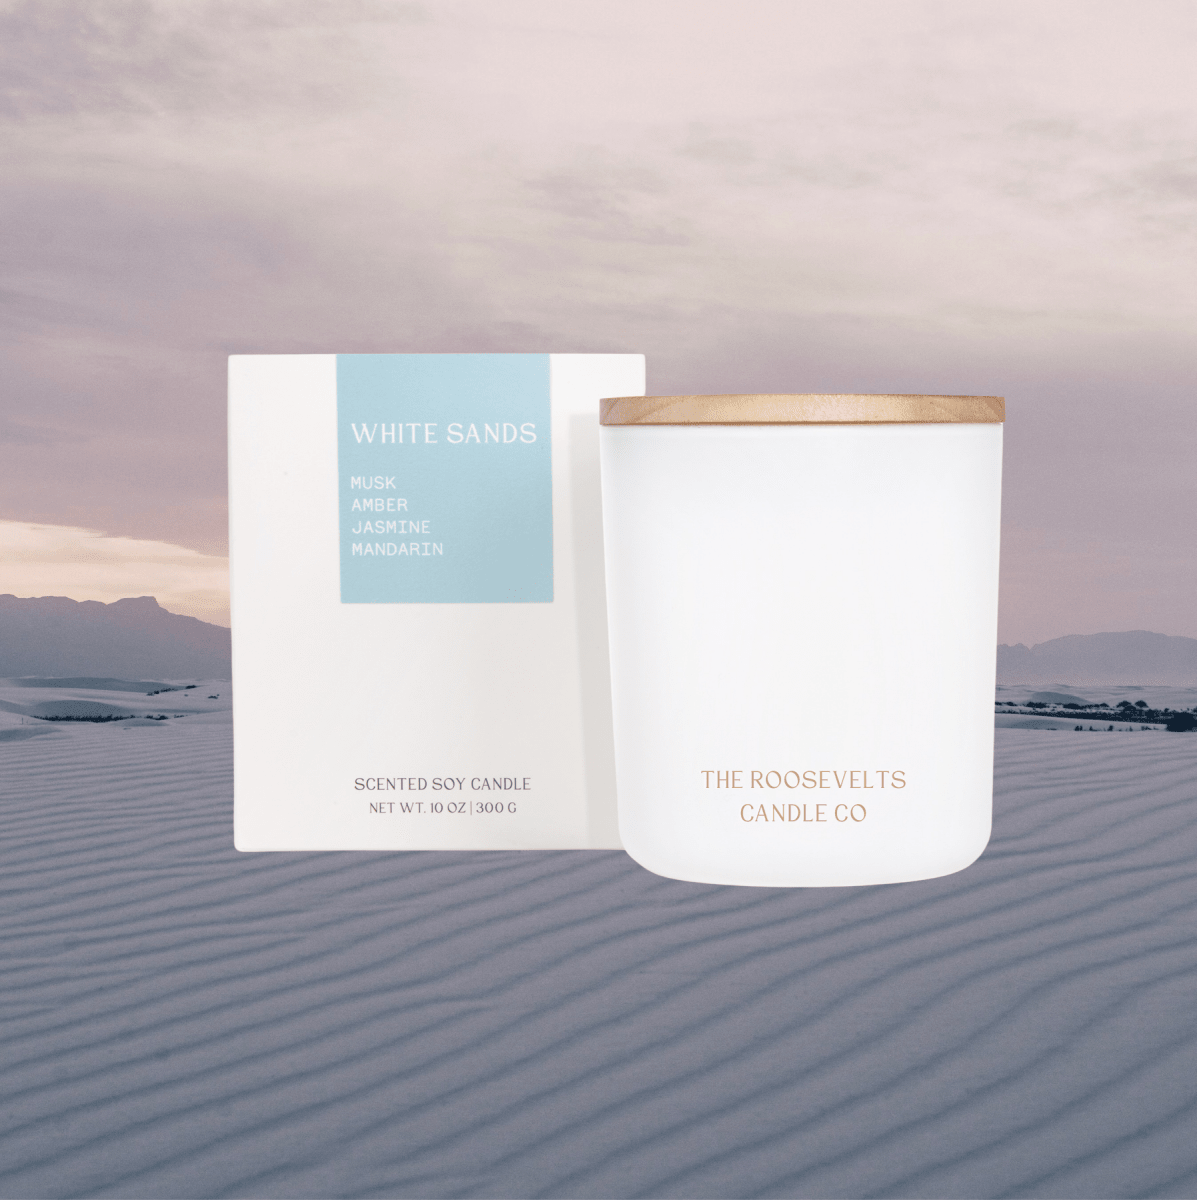 WHITE SANDS
MUSK
AMBER
JASMINE
MANDARIN
SCENTED SOY CANDLE
NET WT. 10 OZ | 300 G
THE ROOSEVELTS
CANDLE CO